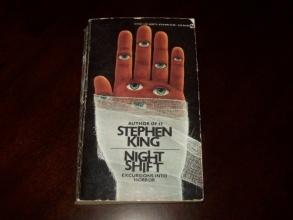 AUTHOR OF IT
STEPHEN
KING
NIGHT
SHIFT
EXCURSIONS INTO
HORROR